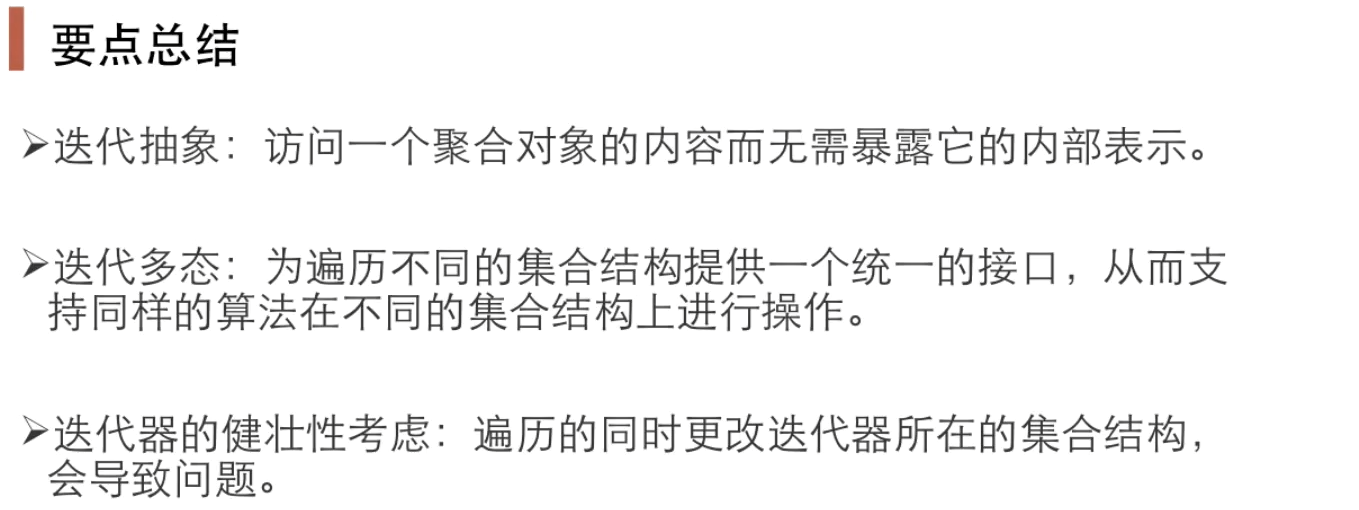 要点总结
➢迭代抽象：访问一个聚合对象的内容而无需暴露它的内部表示。
➢迭代多态：为遍历不同的集合结构提供一个统一的接口，从而支
持同样的算法在不同的集合结构上进行操作。
➢迭代器的健壮性考虑：遍历的同时更改迭代器所在的集合结构，
会导致问题。